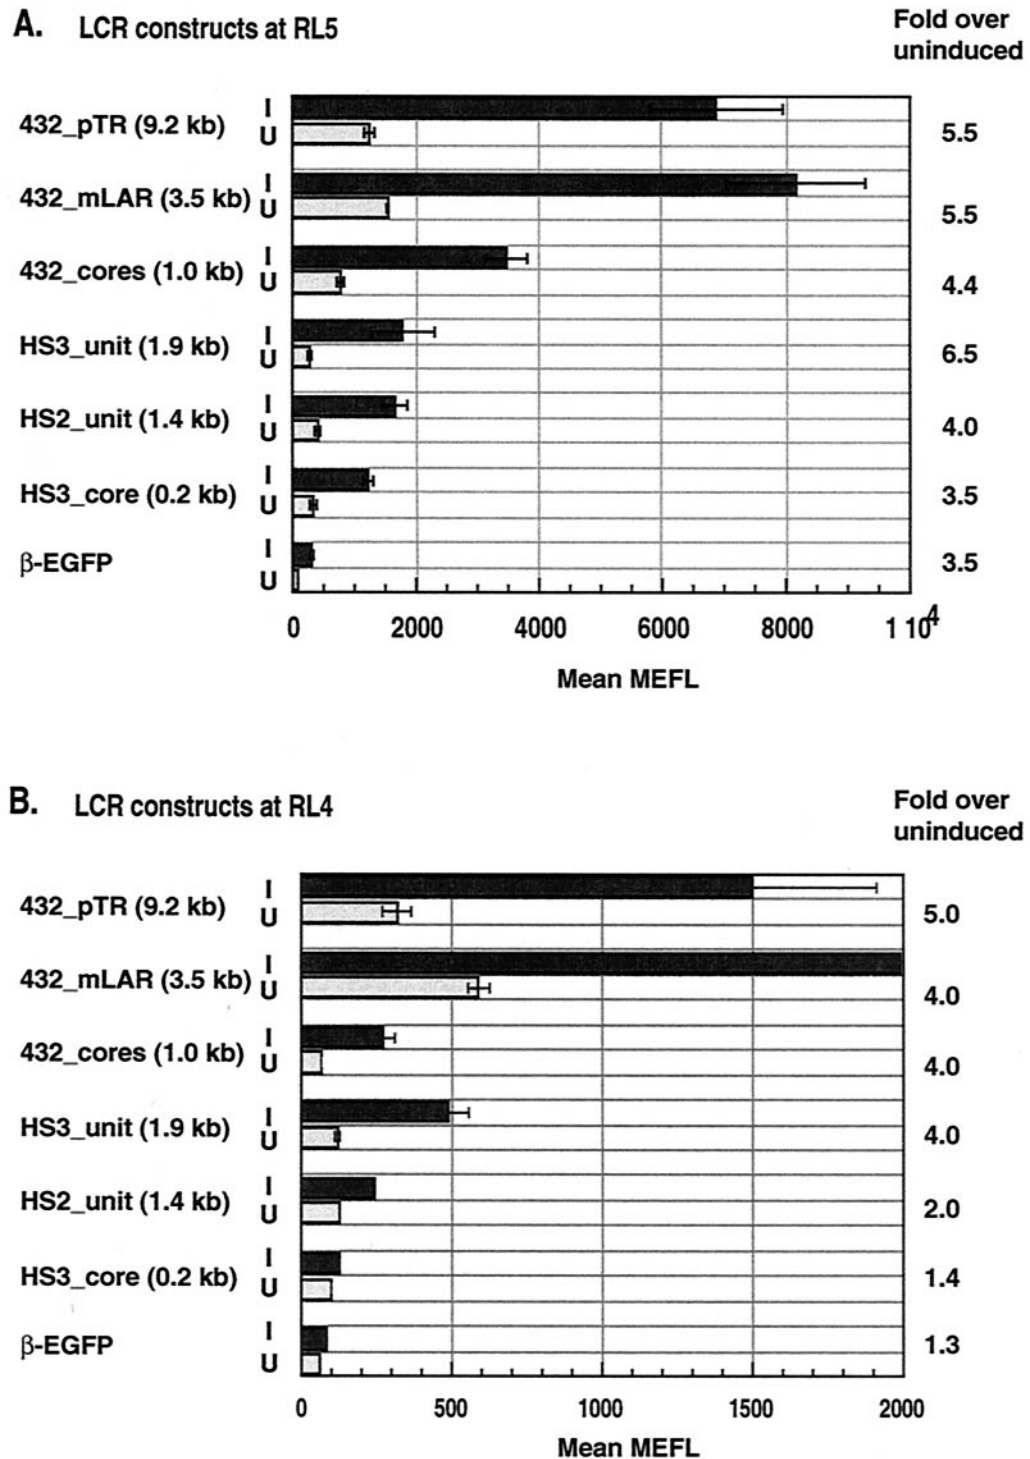 A. LCR constructs at RL5
Fold over
uninduced
432_pTR (9.2 kb) I
U
5.5
432_mLAR (3.5 kb) I
U
5.5
432_cores (1.0 kb) I
U
4.4
HS3_unit (1.9 kb) I
U
6.5
HS2_unit (1.4 kb) I
U
4.0
HS3_core (0.2 kb) I
U
3.5
β-EGFP I
U
3.5
0 2000 4000 6000 8000 1 10⁴
Mean MEFL
B. LCR constructs at RL4
Fold over
uninduced
432_pTR (9.2 kb) I
U
5.0
432_mLAR (3.5 kb) I
U
4.0
432_cores (1.0 kb) I
U
4.0
HS3_unit (1.9 kb) I
U
4.0
HS2_unit (1.4 kb) I
U
2.0
HS3_core (0.2 kb) I
U
1.4
β-EGFP I
U
1.3
0 500 1000 1500 2000
Mean MEFL